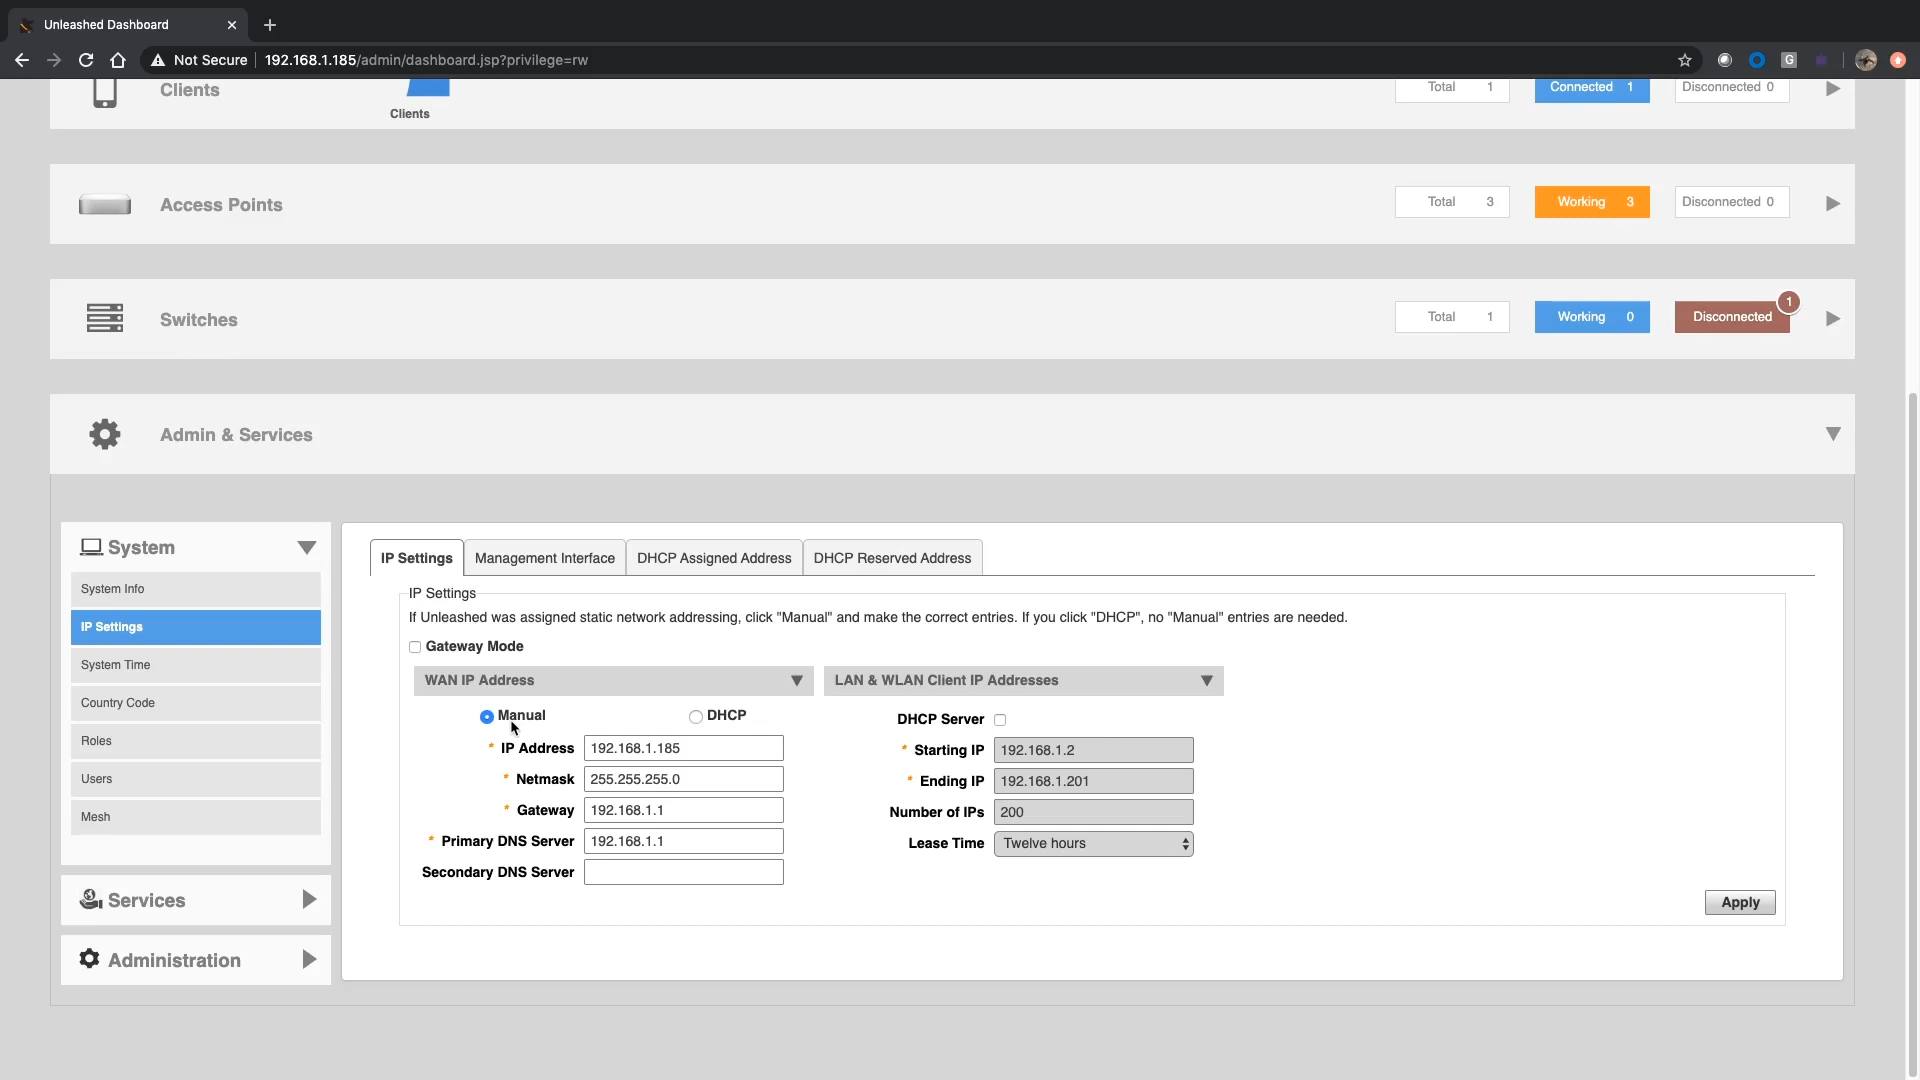 Unleashed Dashboard
Not Secure 192.168.1.185/admin/dashboard.jsp?privilege=rw
G
Clients
Clients
Total 1
Connected 1
Disconnected 0
Access Points
Total 3
Working 3
Disconnected 0
Switches
Total 1
Working 0
Disconnected 1
Admin & Services
System
System Info
IP Settings
System Time
Country Code
Roles
Users
Mesh
Services
Administration
IP Settings
Management Interface
DHCP Assigned Address
DHCP Reserved Address
IP Settings
If Unleashed was assigned static network addressing, click "Manual" and make the correct entries. If you click "DHCP", no "Manual" entries are needed.
Gateway Mode
WAN IP Address
Manual DHCP
* IP Address 192.168.1.185
* Netmask 255.255.255.0
* Gateway 192.168.1.1
* Primary DNS Server 192.168.1.1
Secondary DNS Server
LAN & WLAN Client IP Addresses
DHCP Server
* Starting IP 192.168.1.2
* Ending IP 192.168.1.201
Number of IPs 200
Lease Time Twelve hours
Apply